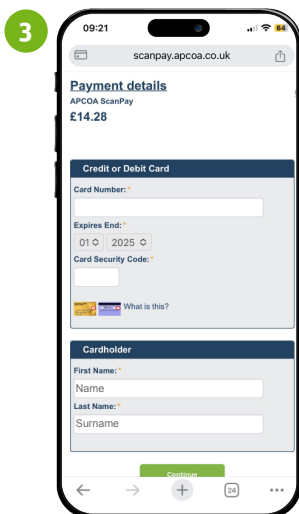 3
09:21
64
scanpay.apcoa.co.uk
Payment details
APCOA ScanPay
£14.28
Credit or Debit Card
Card Number:*
Expires End:*
01 2025
Card Security Code:*
What is this?
Cardholder
First Name:*
Name
Last Name:*
Surname
Continue
24